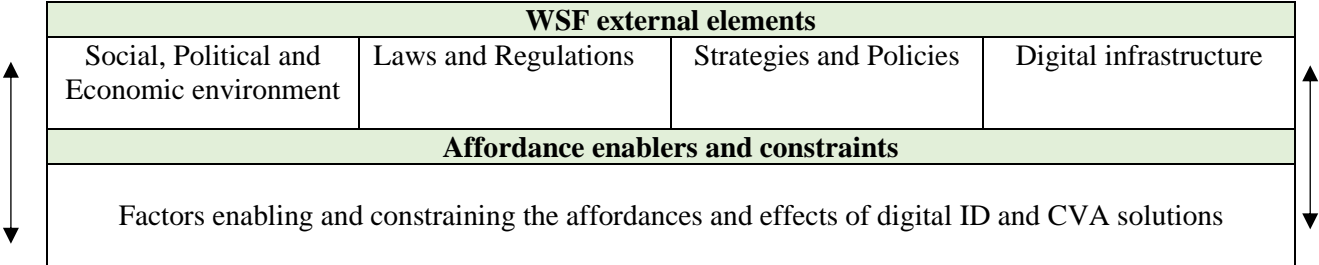 WSF external elements
Social, Political and Economic environment
Laws and Regulations
Strategies and Policies
Digital infrastructure
Affordance enablers and constraints
Factors enabling and constraining the affordances and effects of digital ID and CVA solutions